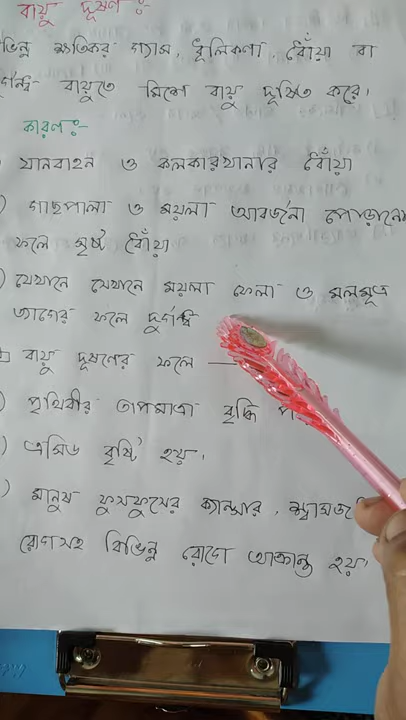 বায়ু দূষণ ঃ-
ভিন্ন ক্ষতিকর গ্যাস, ধূলিকণা, ধোঁয়া বা
বায়ুতে মিশে বায়ু দূষিত করে।
কারণ ঃ-
যানবাহন ও কলকারখানার ধোঁয়া
) গাছপালা ও ময়লা আবর্জনা পোড়ানের
ফলে সৃষ্ট ধোঁয়া
) যেখানে সেখানে ময়লা ফেলা ও মলমূত্র
ত্যাগের ফলে দুর্গন্ধ
বায়ু দূষণের ফলে —
) পৃথিবীর তাপমাত্রা বৃদ্ধি
) এসিড বৃষ্টি হয়।
) মানুষ ফুসফুসের ক্যান্সার,
রোগসহ বিভিন্ন রোগে আক্রান্ত হয়।